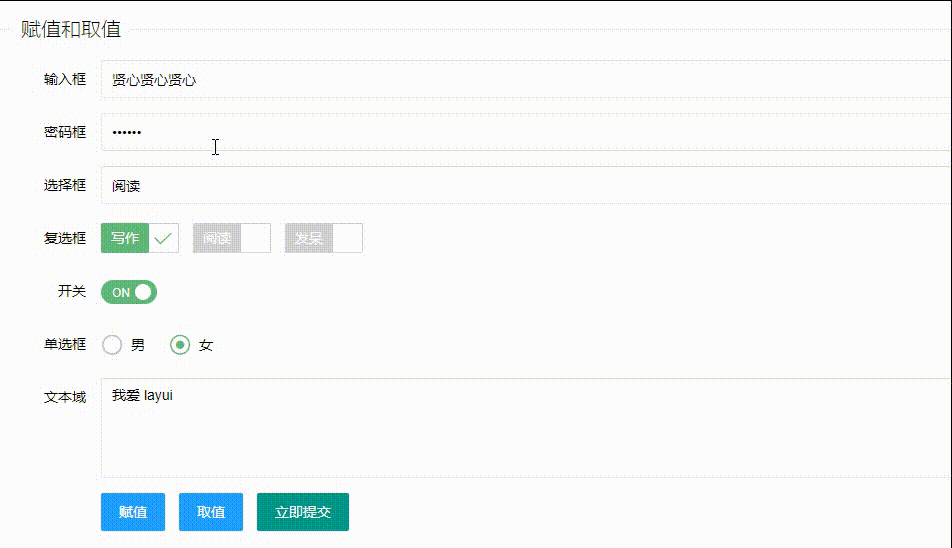 赋值和取值
输入框 贤心贤心贤心
密码框 ••••••
选择框 阅读
复选框 写作 阅读 发呆
开关 ON
单选框 男 女
文本域 我爱 layui
赋值 取值 立即提交